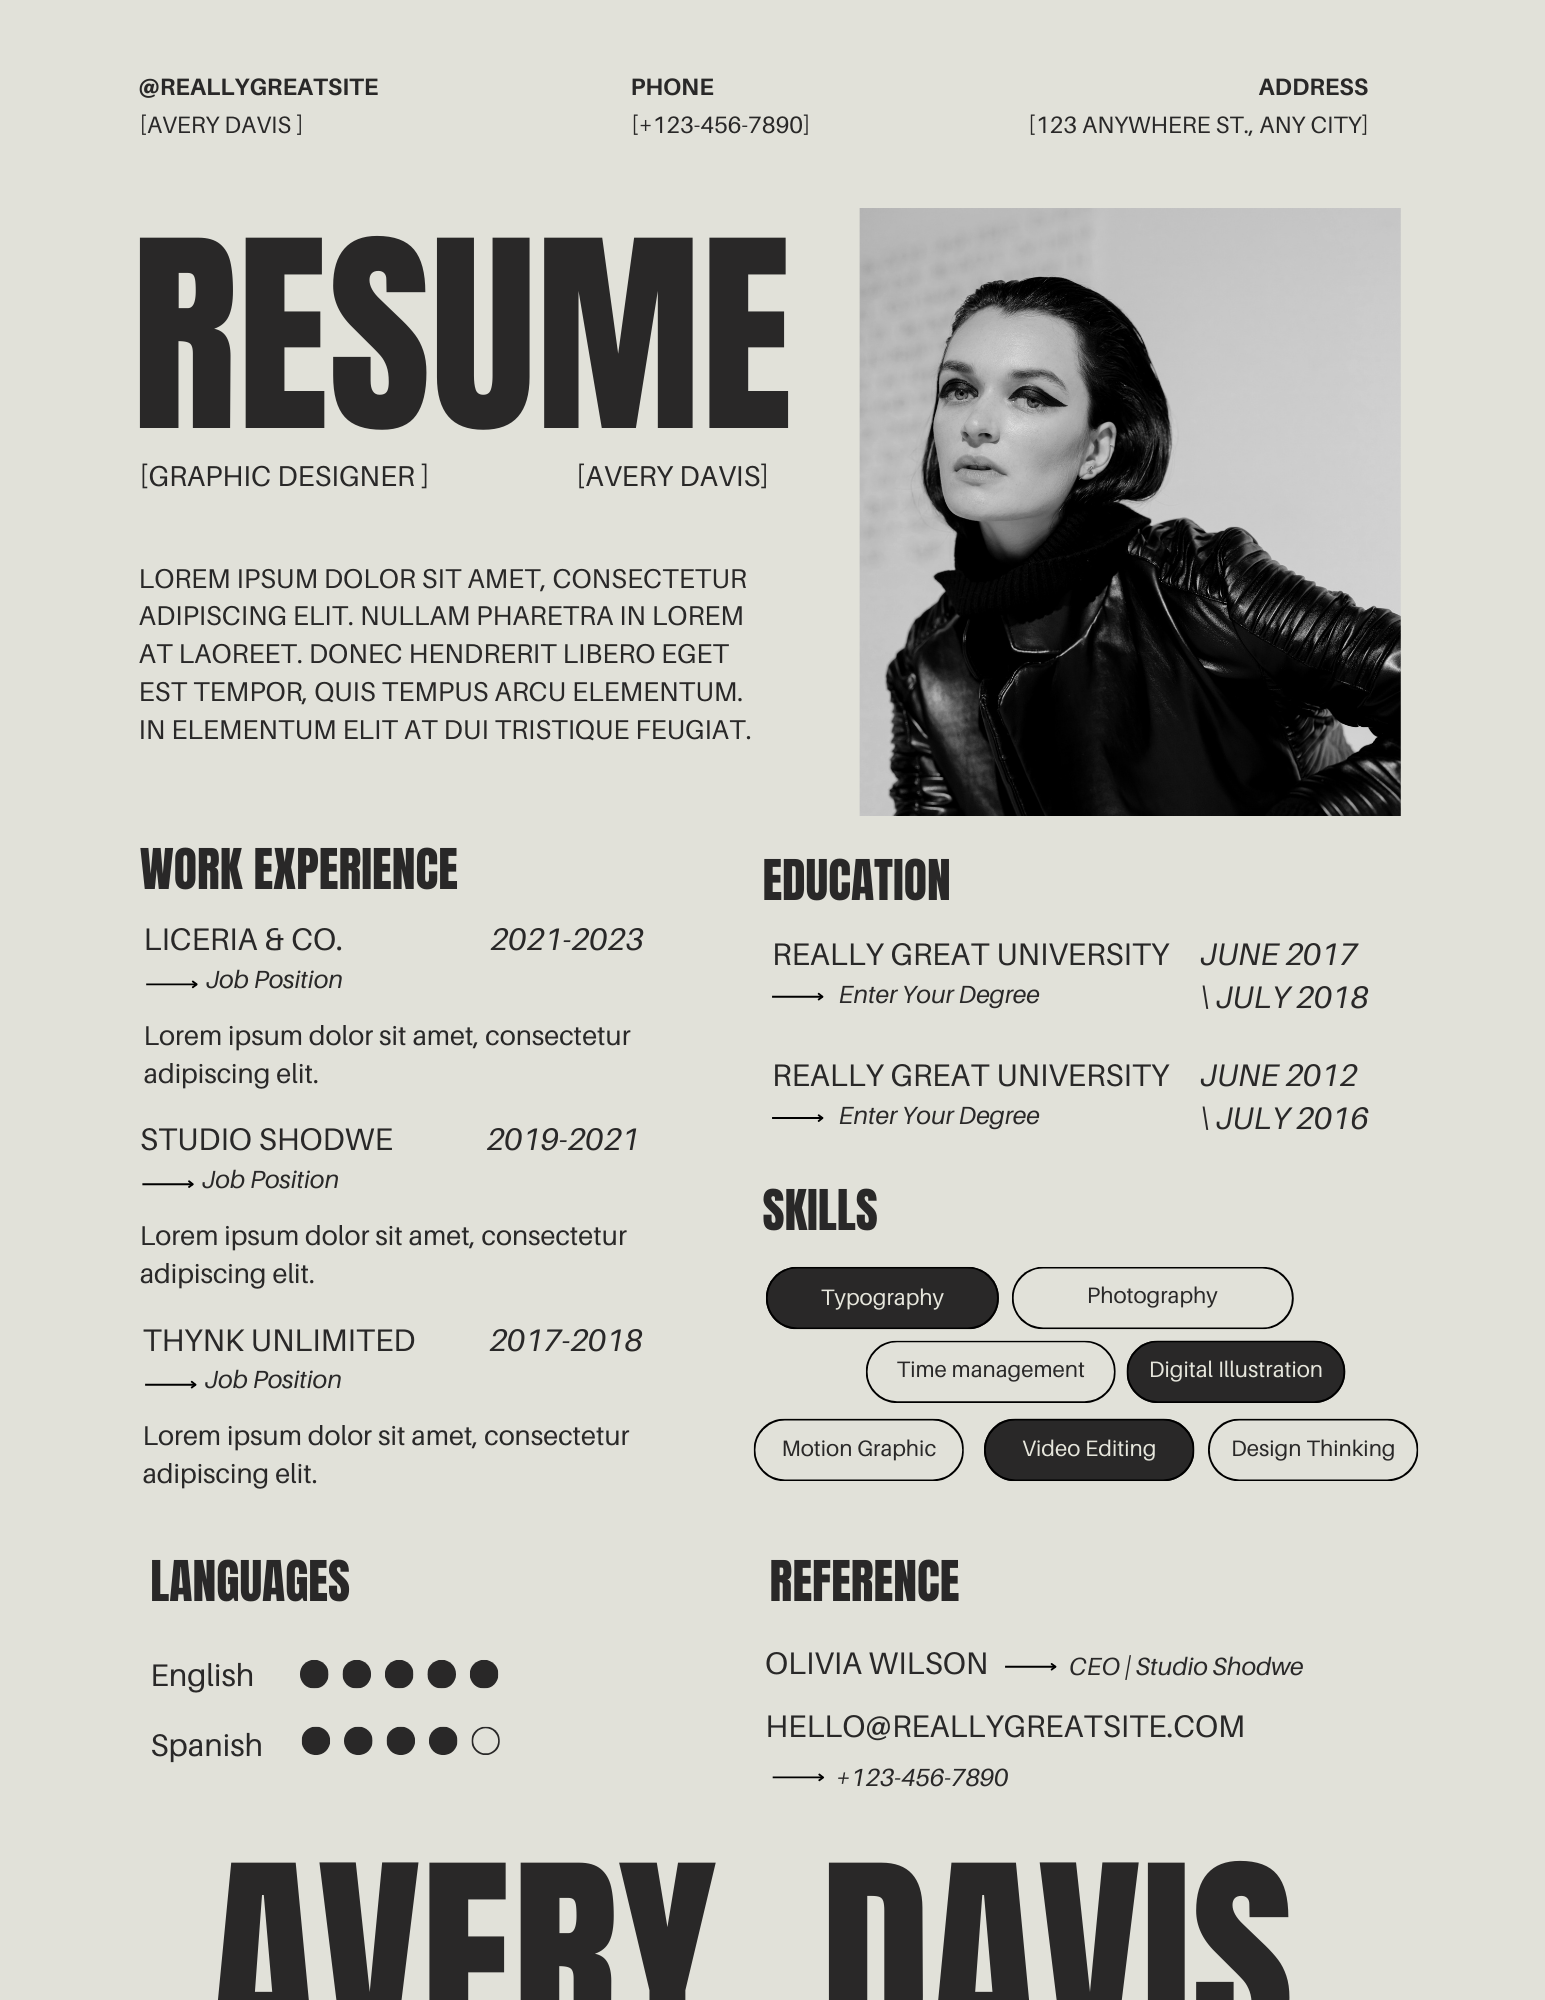 @REALLYGREATSITE
[AVERY DAVIS ]
PHONE
[+123-456-7890]
ADDRESS
[123 ANYWHERE ST., ANY CITY]
RESUME
[GRAPHIC DESIGNER ]
[AVERY DAVIS]
LOREM IPSUM DOLOR SIT AMET, CONSECTETUR
ADIPISCING ELIT. NULLAM PHARETRA IN LOREM
AT LAOREET. DONEC HENDRERIT LIBERO EGET
EST TEMPOR, QUIS TEMPUS ARCU ELEMENTUM.
IN ELEMENTUM ELIT AT DUI TRISTIQUE FEUGIAT.
WORK EXPERIENCE
LICERIA & CO. 2021-2023
Job Position
Lorem ipsum dolor sit amet, consectetur
adipiscing elit.
STUDIO SHODWE 2019-2021
Job Position
Lorem ipsum dolor sit amet, consectetur
adipiscing elit.
THYNK UNLIMITED 2017-2018
Job Position
Lorem ipsum dolor sit amet, consectetur
adipiscing elit.
EDUCATION
REALLY GREAT UNIVERSITY JUNE 2017
Enter Your Degree \ JULY 2018
REALLY GREAT UNIVERSITY JUNE 2012
Enter Your Degree \ JULY 2016
SKILLS
Typography Photography
Time management Digital Illustration
Motion Graphic Video Editing Design Thinking
LANGUAGES
English
Spanish
REFERENCE
OLIVIA WILSON CEO | Studio Shodwe
HELLO@REALLYGREATSITE.COM
+123-456-7890
AVERY DAVIS